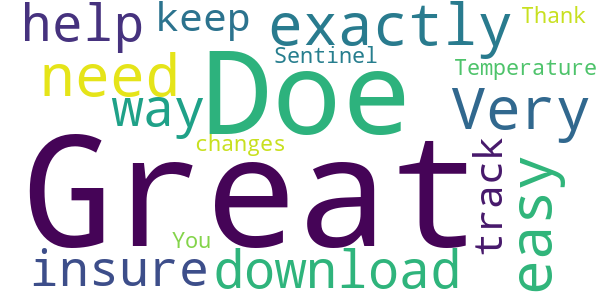 help keep exactly Thank
need Sentinel Temperature
way Doe Very
changes
Great track easy
You
insure download